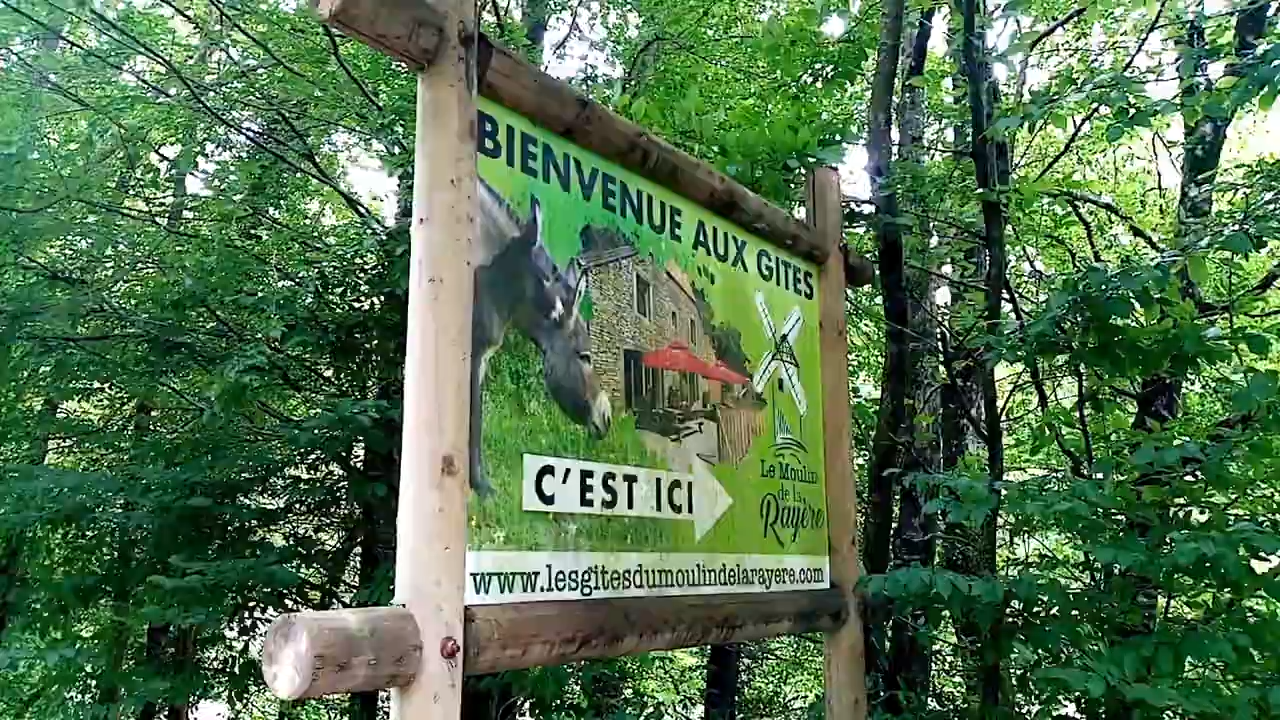 BIENVENUE AUX GITES
C'EST ICI
Le Moulin
de la
Rayère
www.lesgitesdumoulindelarayere.com